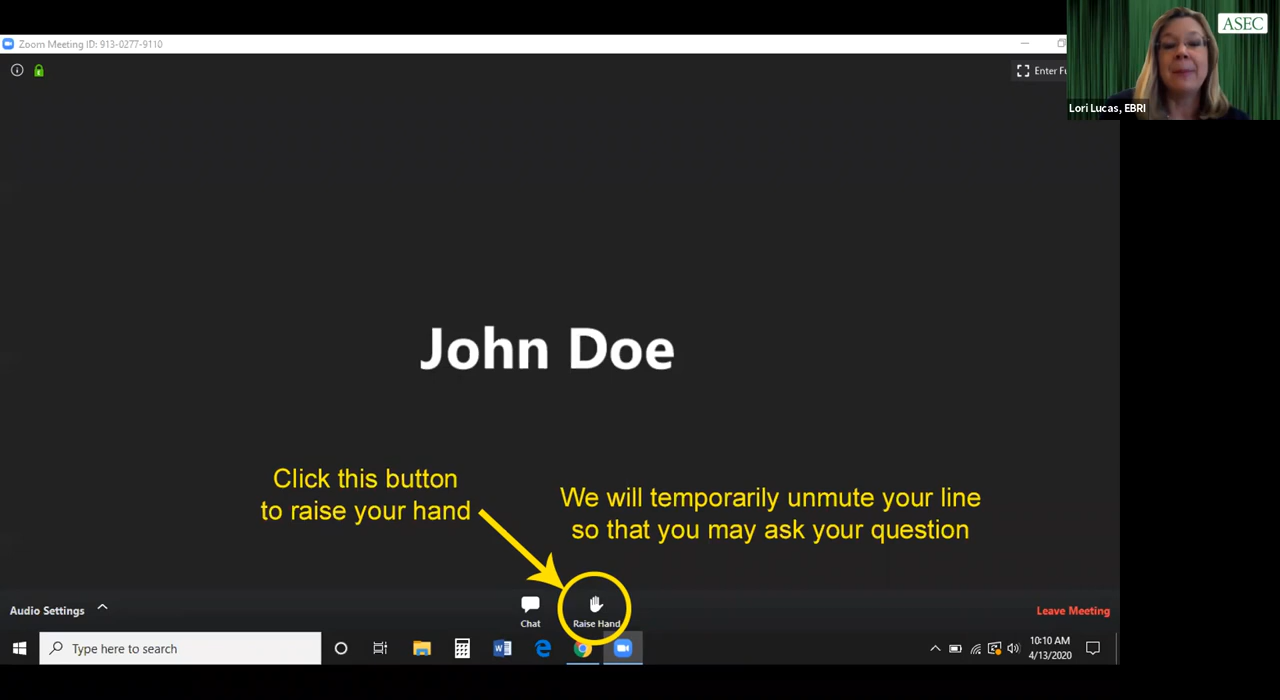 ASEC
Zoom Meeting ID: 913-0277-9110
Enter Fu
Lori Lucas, EBRI
John Doe
Click this button
to raise your hand
We will temporarily unmute your line
so that you may ask your question
Audio Settings
Chat
Raise Hand
Leave Meeting
Type here to search
10:10 AM
4/13/2020